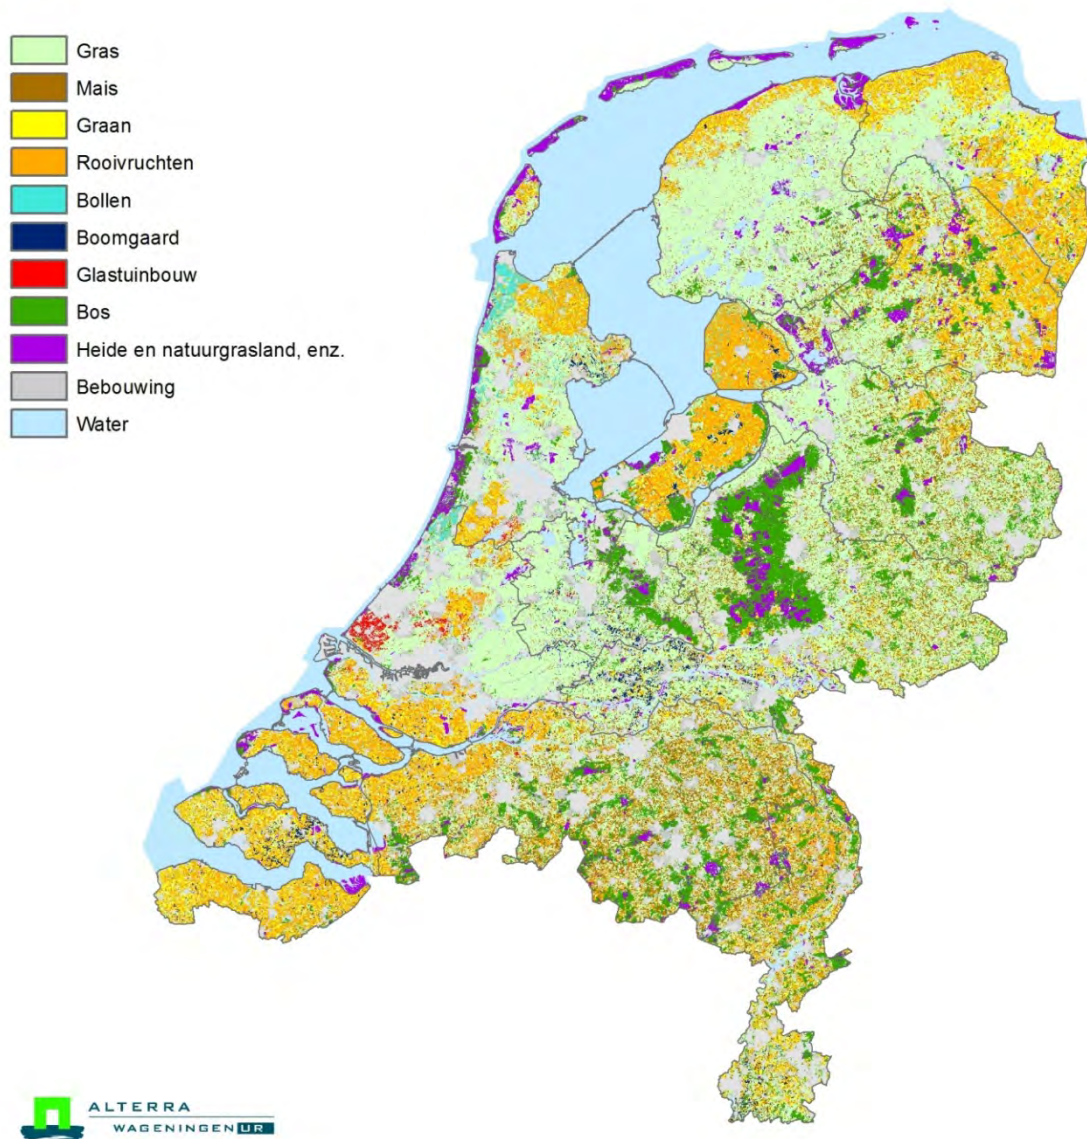 Gras
Mais
Graan
Rooivruchten
Bollen
Boomgaard
Glastuinbouw
Bos
Heide en natuurgrasland, enz.
Bebouwing
Water
ALTERRA
WAGENINGEN UR